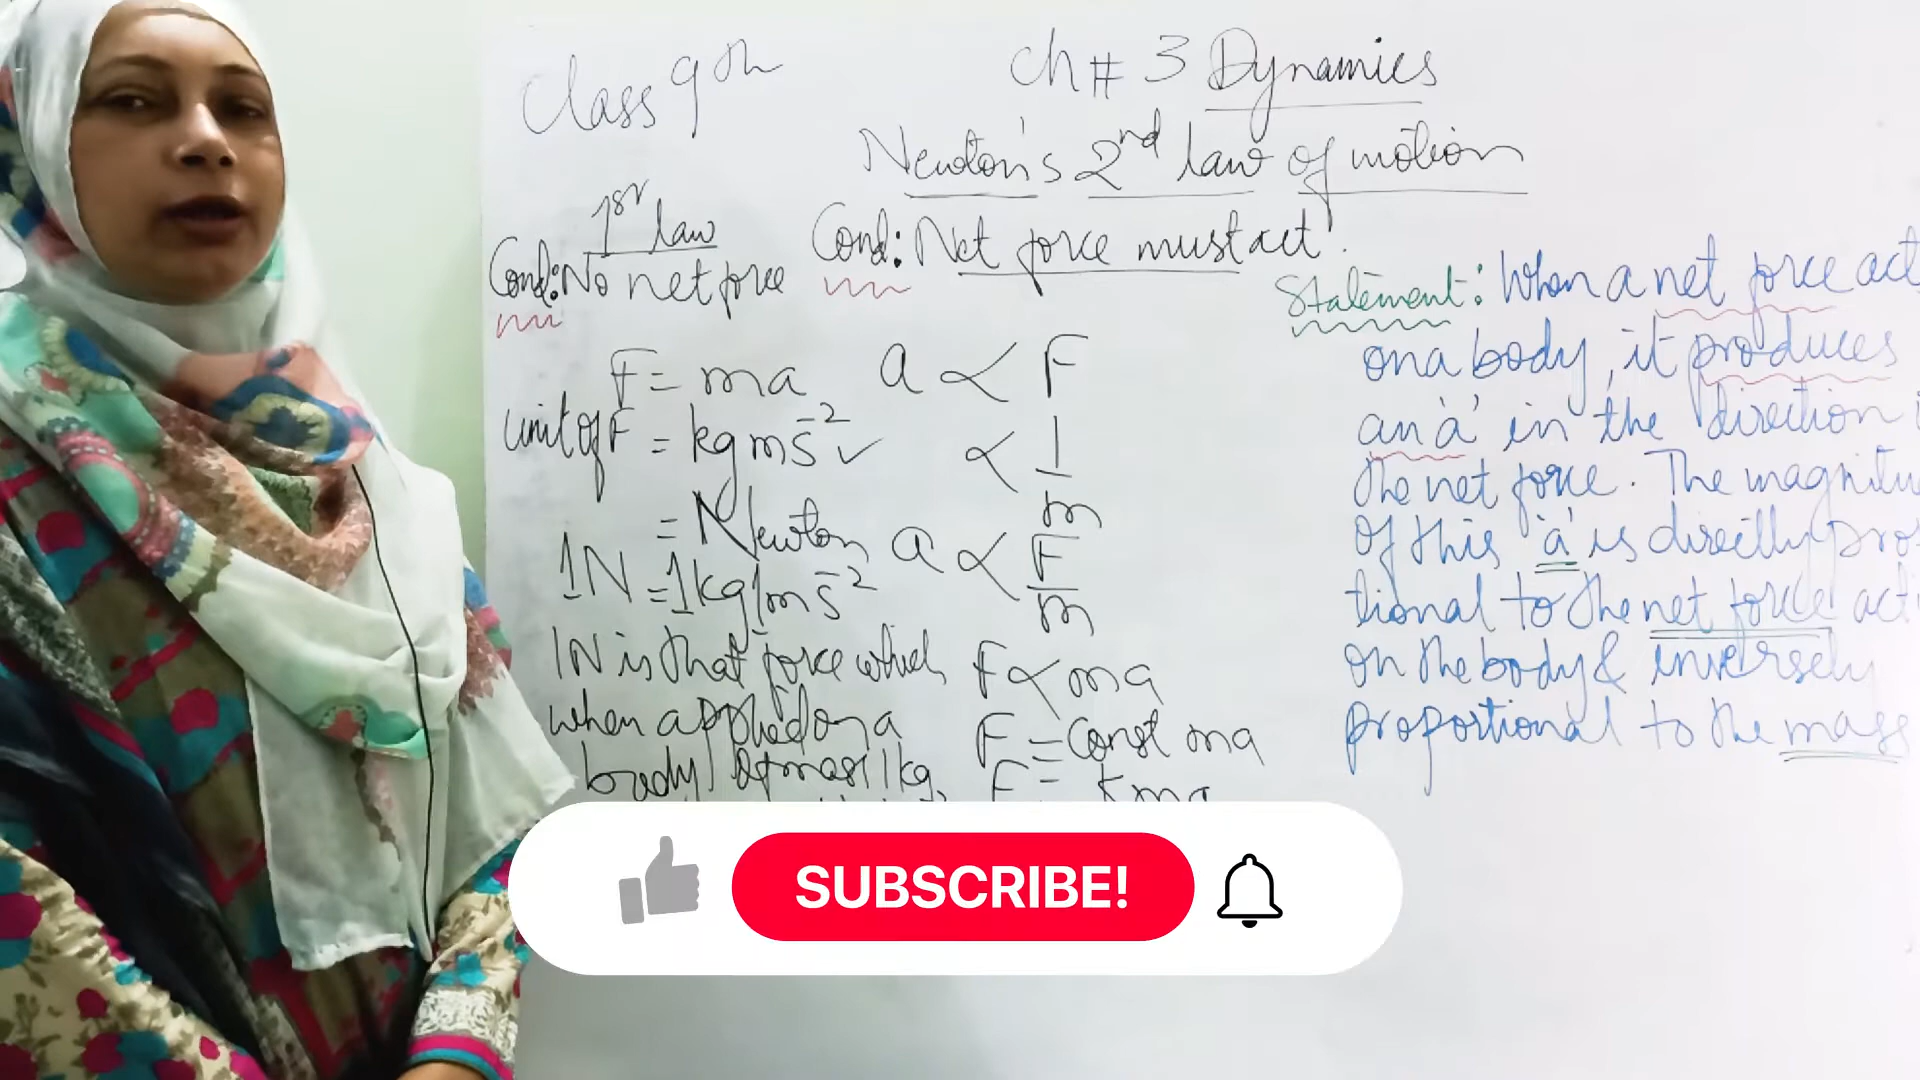 Class 9th
Ch # 3 Dynamics
Newton's 2nd law of motion
1st law
Cond: No net force
Cond: Net force must act.
F = ma
unit of F = kgms-2 ✓
= Newton
1N = 1kg1ms-2
1N is that force which
when applied on a
body of mass 1kg,
a ∝ F
∝ 1/m
a ∝ F/m
F ∝ ma
F = const ma
F = kma
Statement: When a net force act
on a body, it produces
an 'a' in the direction
the net force. The magnitu
of this 'a' is directly pro
tional to the net force acti
on the body & inversely
proportional to the mass
SUBSCRIBE!